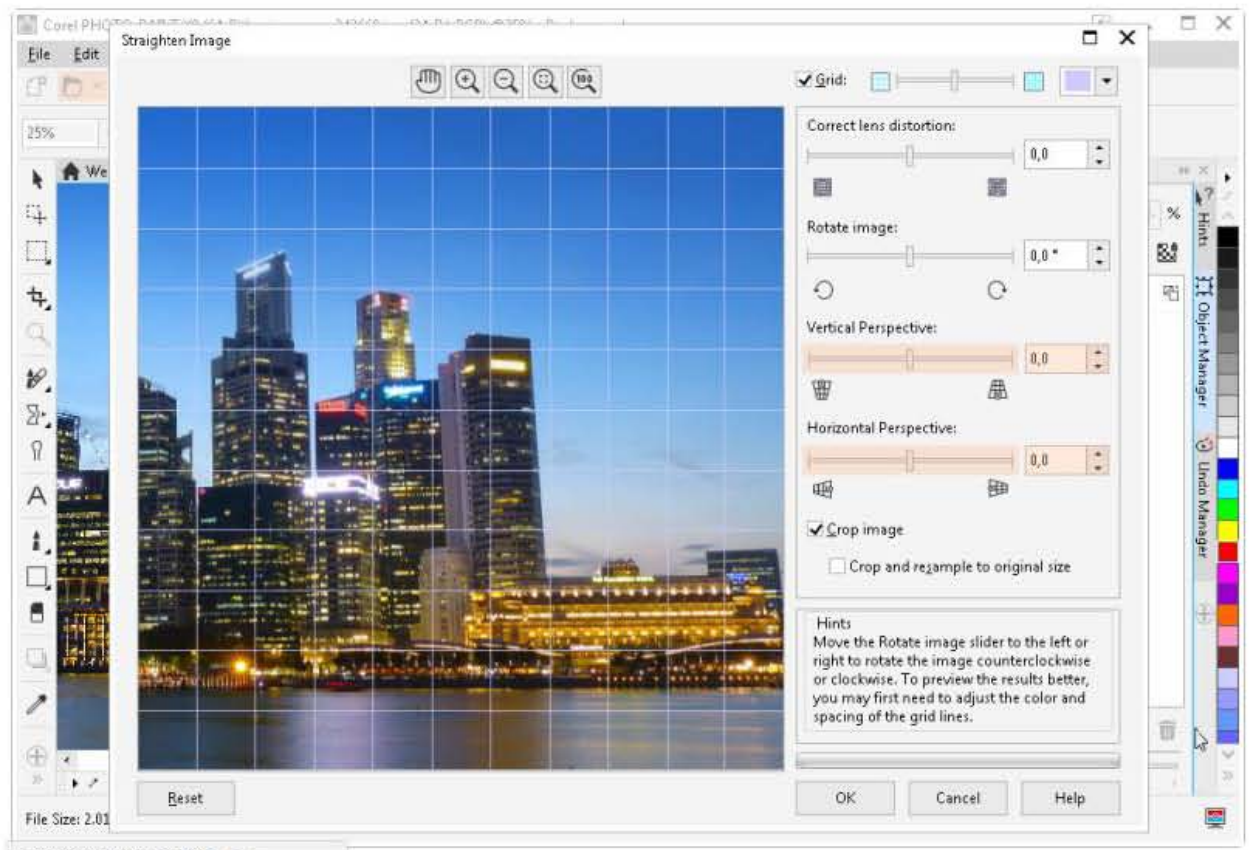 Straighten Image
File Edit
25%
We
Grid:
Correct lens distortion:
0,0
Rotate image:
0,0 °
Vertical Perspective:
0,0
Horizontal Perspective:
0,0
Crop image
Crop and resample to original size
Hints
Move the Rotate image slider to the left or
right to rotate the image counterclockwise
or clockwise. To preview the results better,
you may first need to adjust the color and
spacing of the grid lines.
Reset
OK Cancel Help
%
Hints
Object Manager
Undo Manager
File Size: 2.01